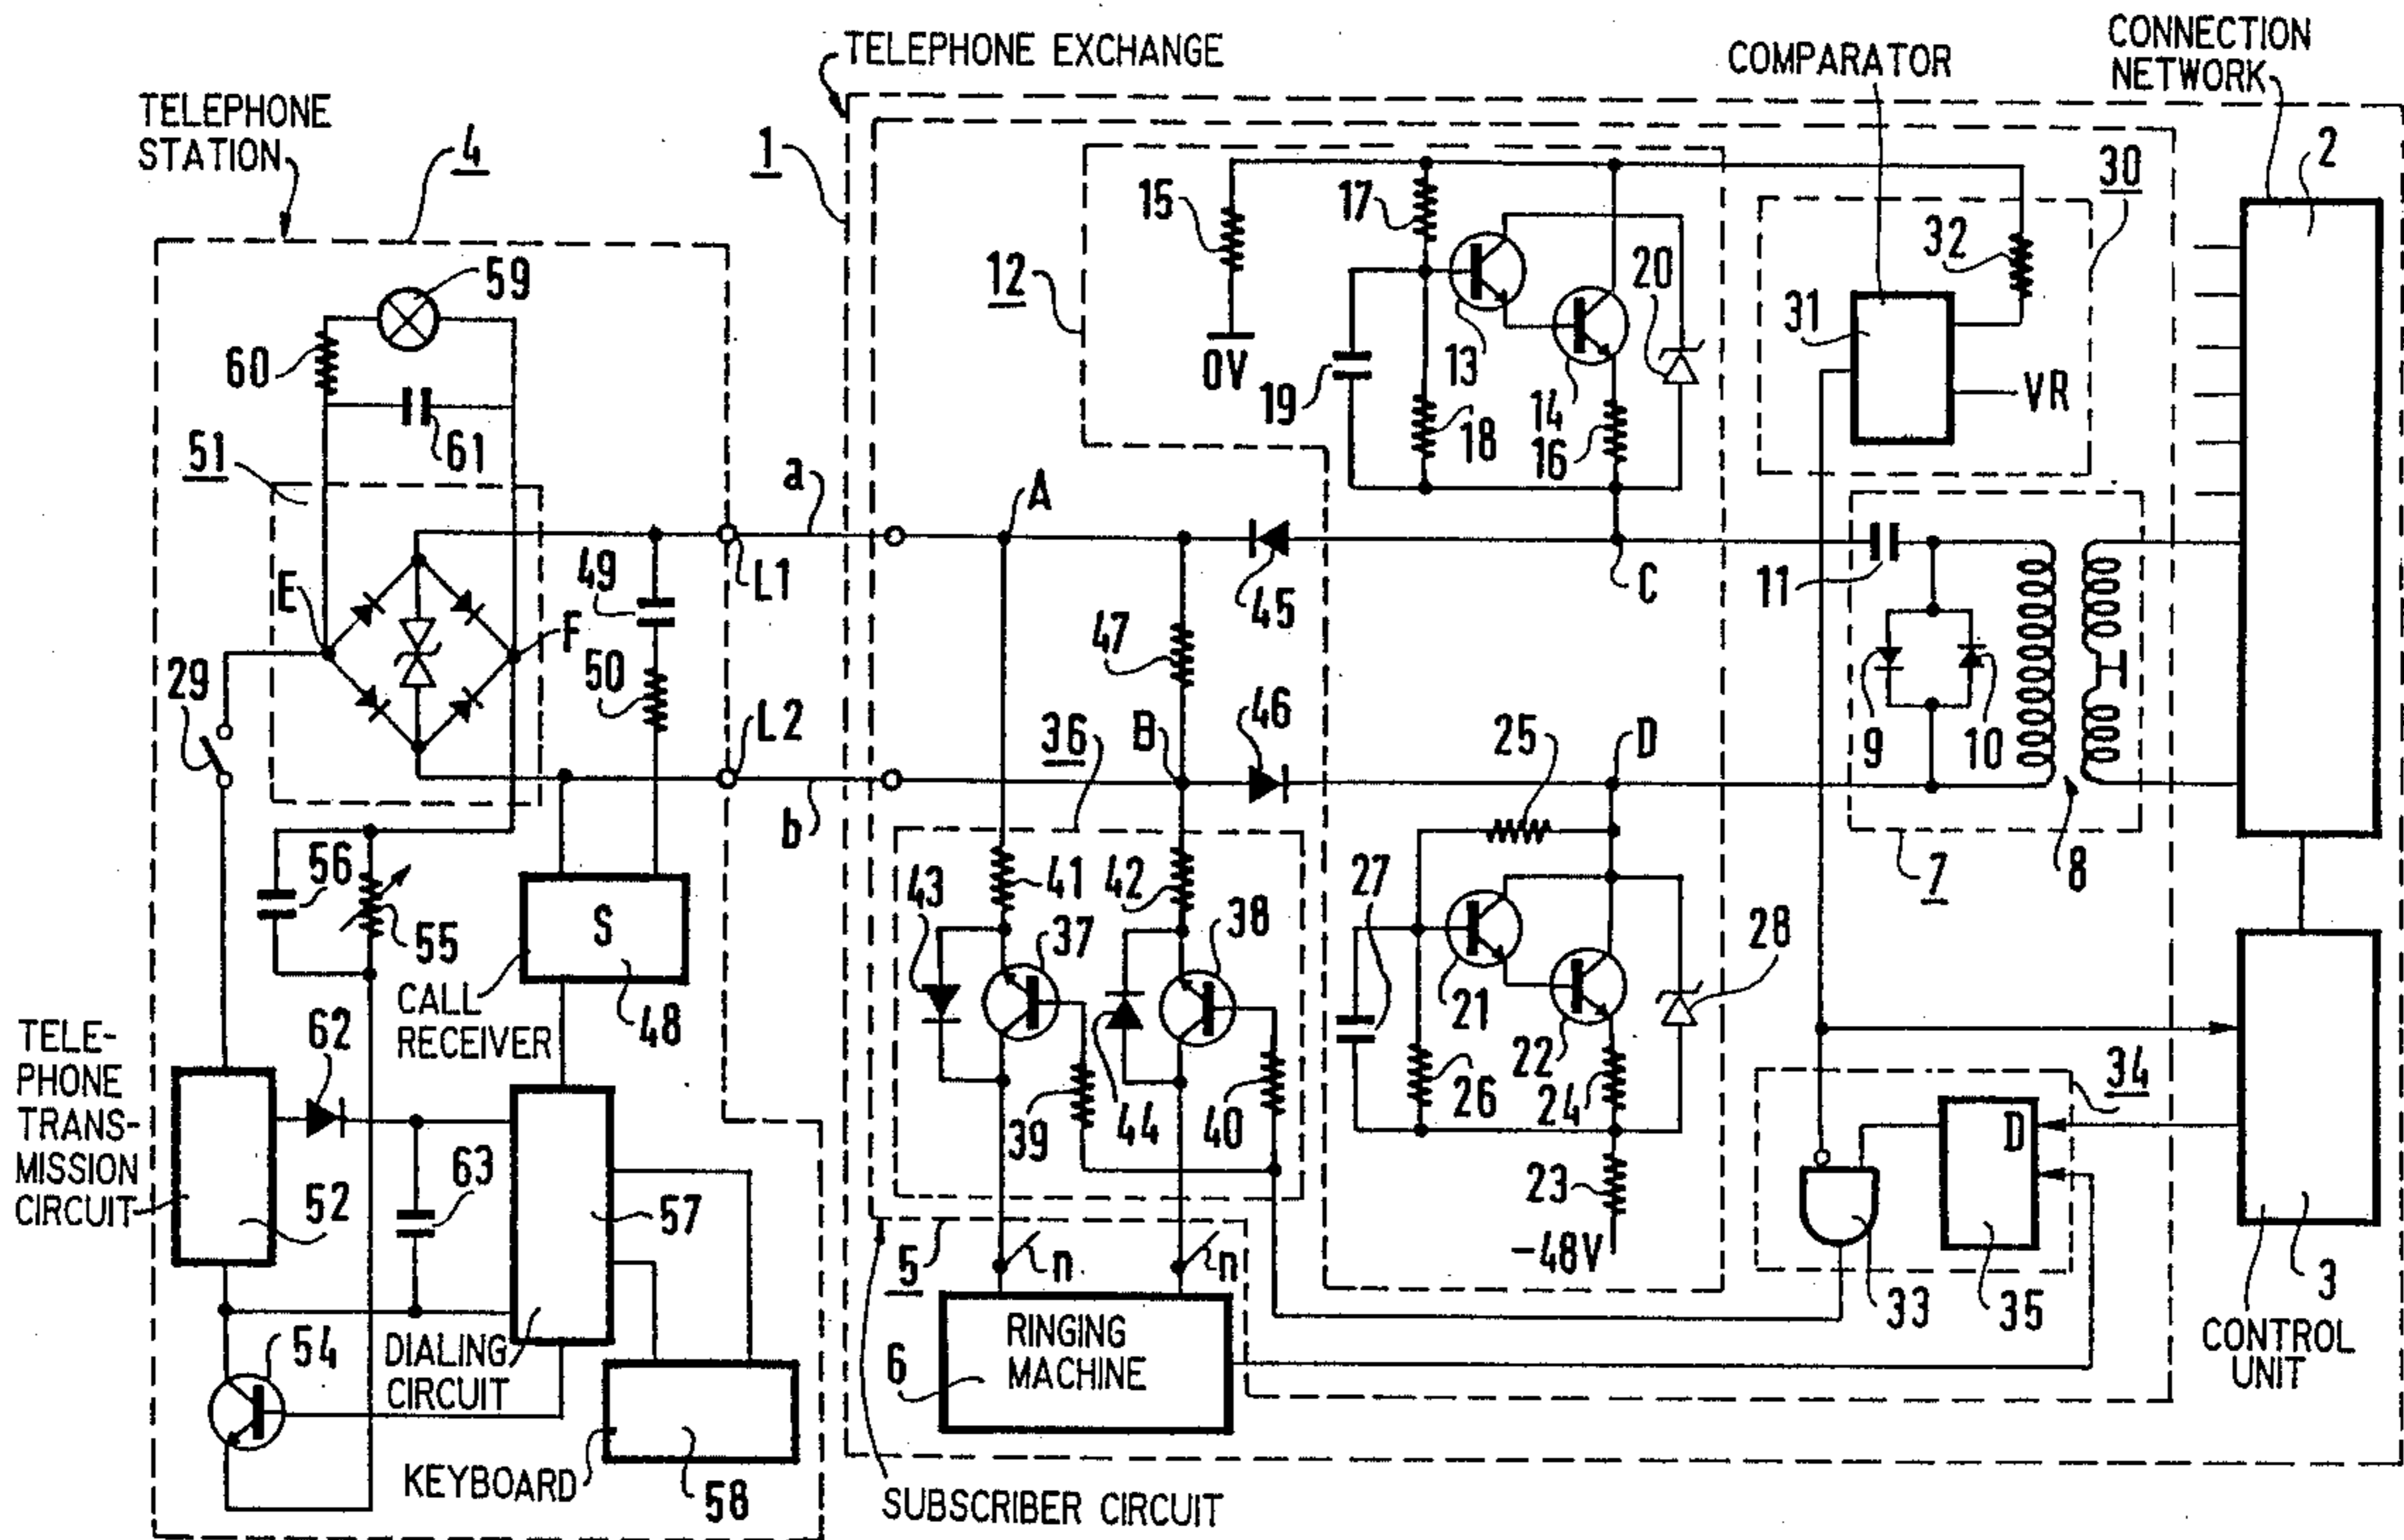 TELEPHONE EXCHANGE
CONNECTION
NETWORK
COMPARATOR
TELEPHONE
STATION
4
1
2
15
17
30
32
12
20
59
31
13
60
0V
19
14
VR
18
16
61
51
a
A
49
L1
45
C
11
E
F
47
50
29
L2
46
D
25
36
B
9
10
b
7
8
56
43
41
42
27
38
28
55
S
37
21
CALL
RECEIVER
48
22
TELE-
PHONE
TRANS-
MISSION
CIRCUIT
62
26
24
34
39
44
40
D
52
63
57
23
5
n
n
-48V
33
35
3
54
DIALING
CIRCUIT
6
RINGING
MACHINE
CONTROL
UNIT
KEYBOARD
58
SUBSCRIBER CIRCUIT